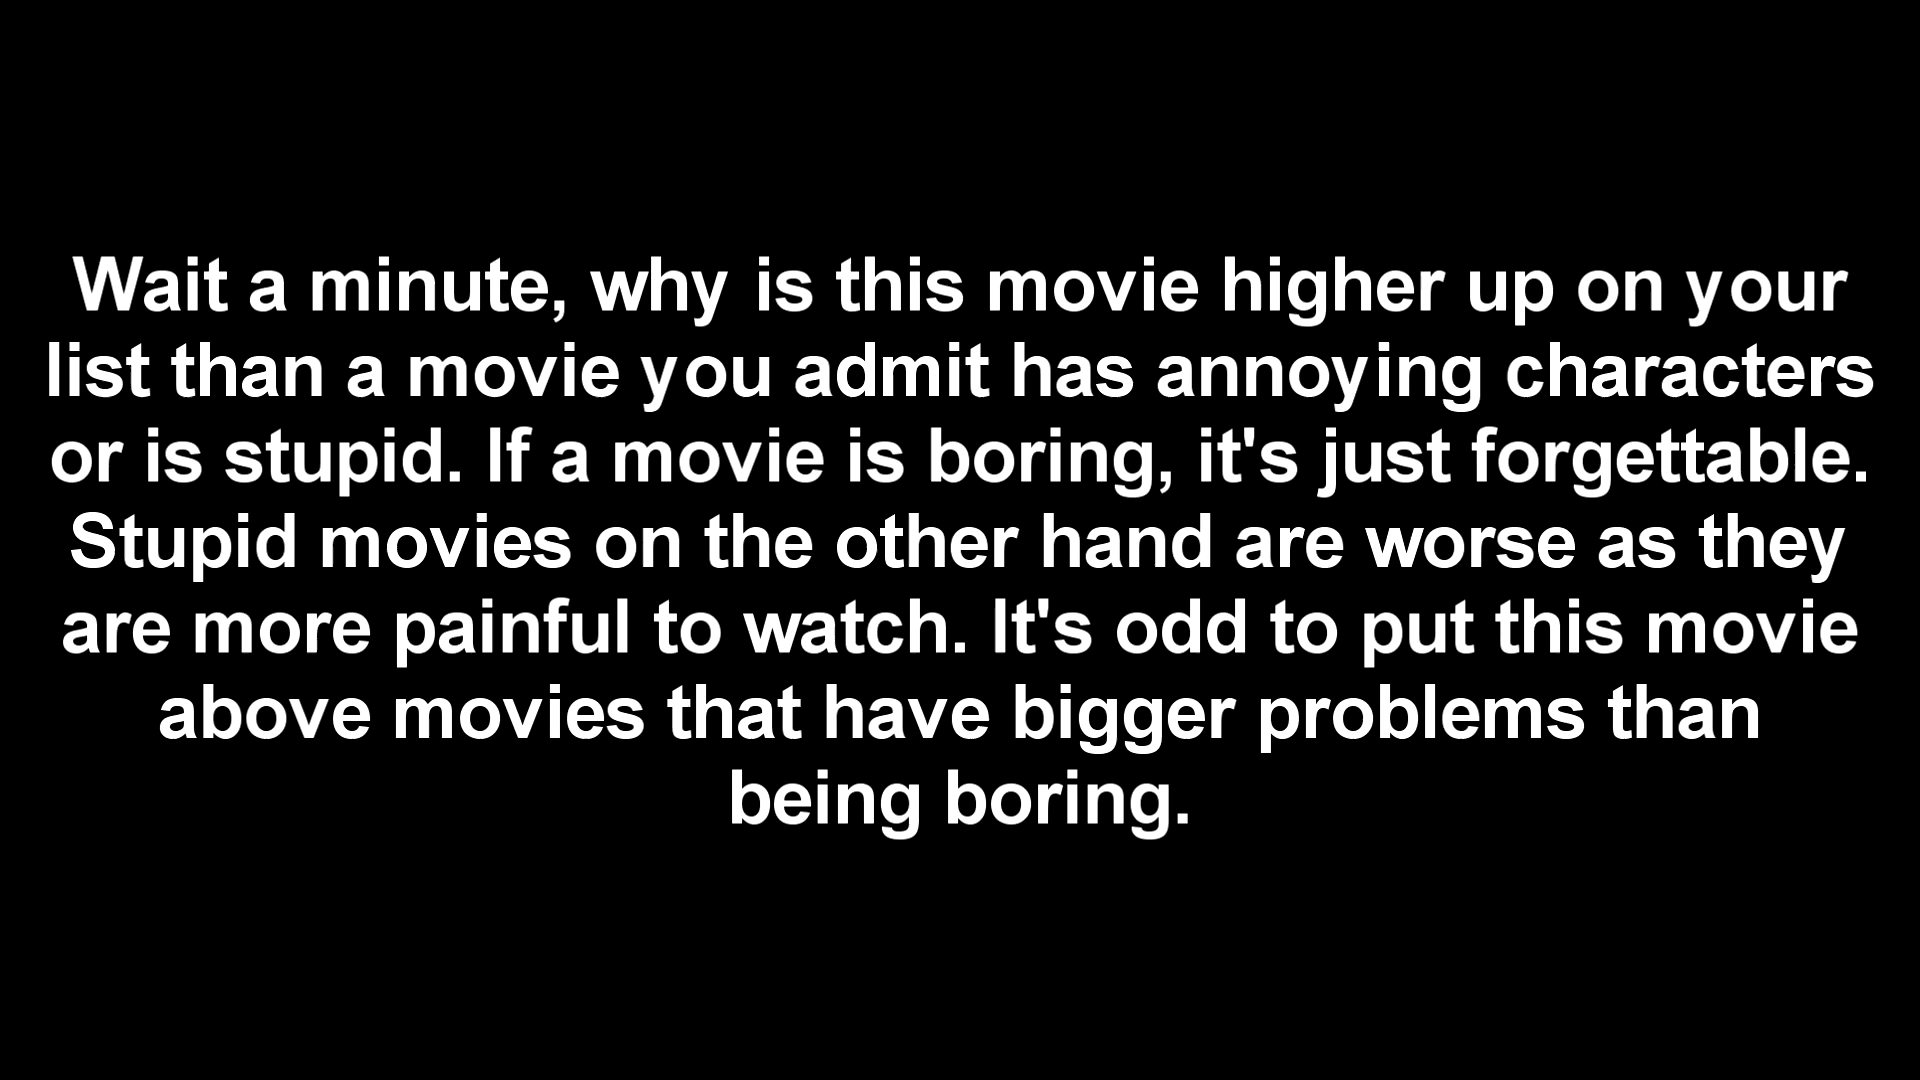 Wait a minute, why is this movie higher up on your
list than a movie you admit has annoying characters
or is stupid. If a movie is boring, it's just forgettable.
Stupid movies on the other hand are worse as they
are more painful to watch. It's odd to put this movie
above movies that have bigger problems than
being boring.